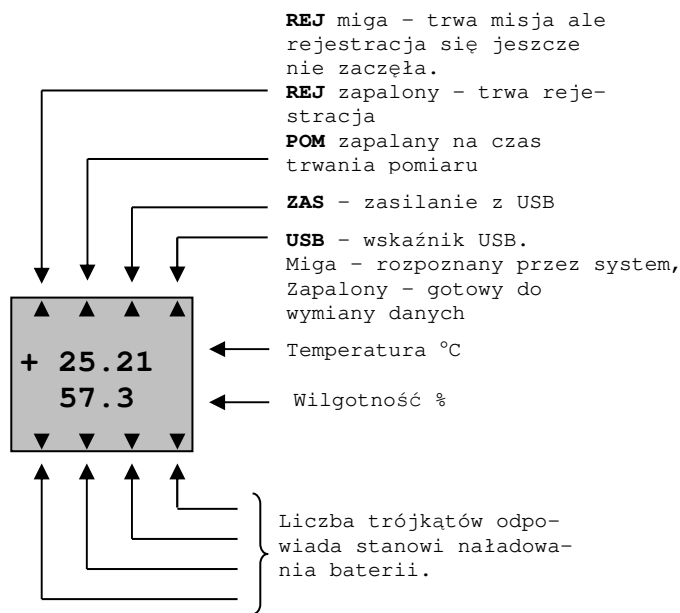 REJ miga – trwa misja ale
rejestracja się jeszcze
nie zaczęła.
REJ zapalony – trwa reje-
stracja
POM zapalany na czas
trwania pomiaru
ZAS – zasilanie z USB
USB – wskaźnik USB.
Miga – rozpoznany przez system,
Zapalony – gotowy do
wymiany danych
+ 25.21
Temperatura °C
57.3
Wilgotność %
Liczba trójkątów odpo-
wiada stanowi naładowa-
nia baterii.